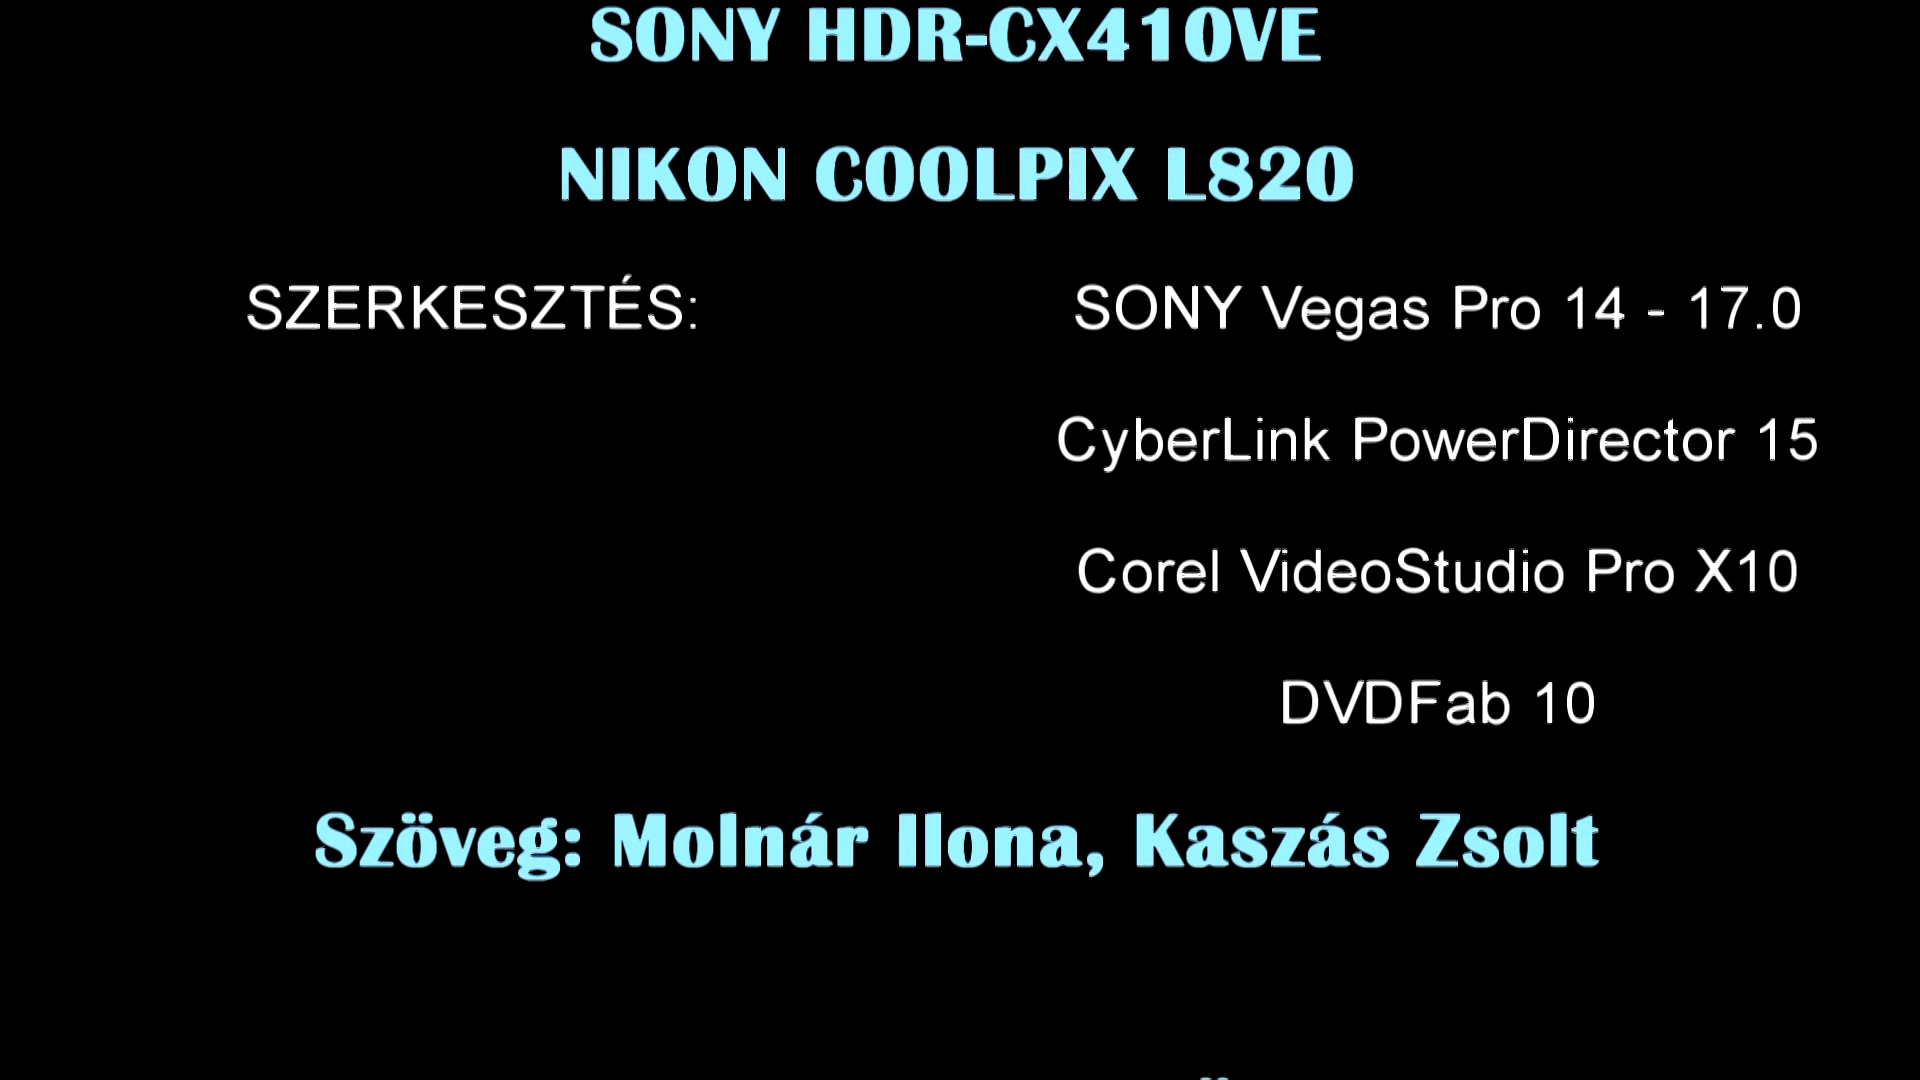 SONY HDR-CX410VE
NIKON COOLPIX L820
SZERKESZTÉS: SONY Vegas Pro 14 - 17.0
CyberLink PowerDirector 15
Corel VideoStudio Pro X10
DVDFab 10
Szöveg: Molnár Ilona, Kaszás Zsolt